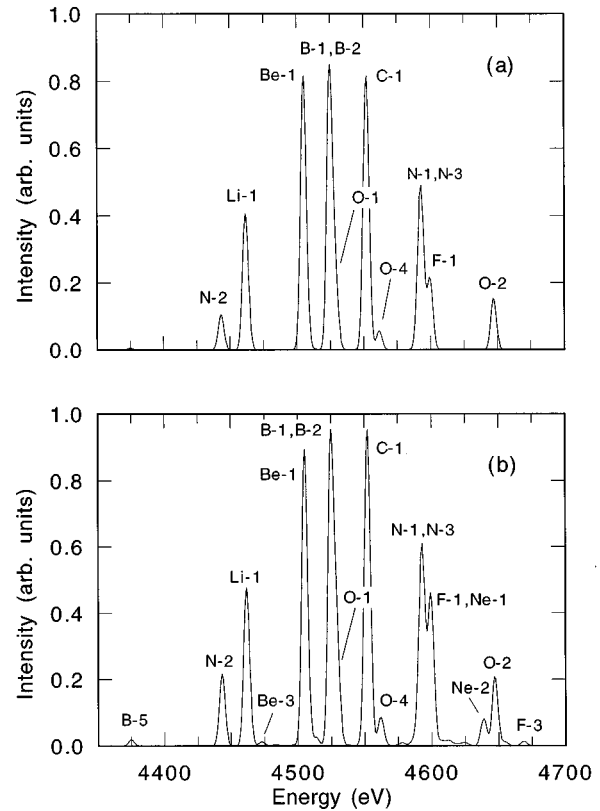 (a)
B-1,B-2
Be-1
C-1
N-1,N-3
Li-1
O-1
F-1
O-4
N-2
O-2
Intensity (arb. units)
1.0
0.8
0.6
0.4
0.2
0.0
(b)
B-1,B-2
Be-1
C-1
N-1,N-3
Li-1
O-1
F-1,Ne-1
N-2
O-2
Be-3
O-4
Ne-2
B-5
F-3
Intensity (arb. units)
1.0
0.8
0.6
0.4
0.2
0.0
4400 4500 4600 4700
Energy (eV)